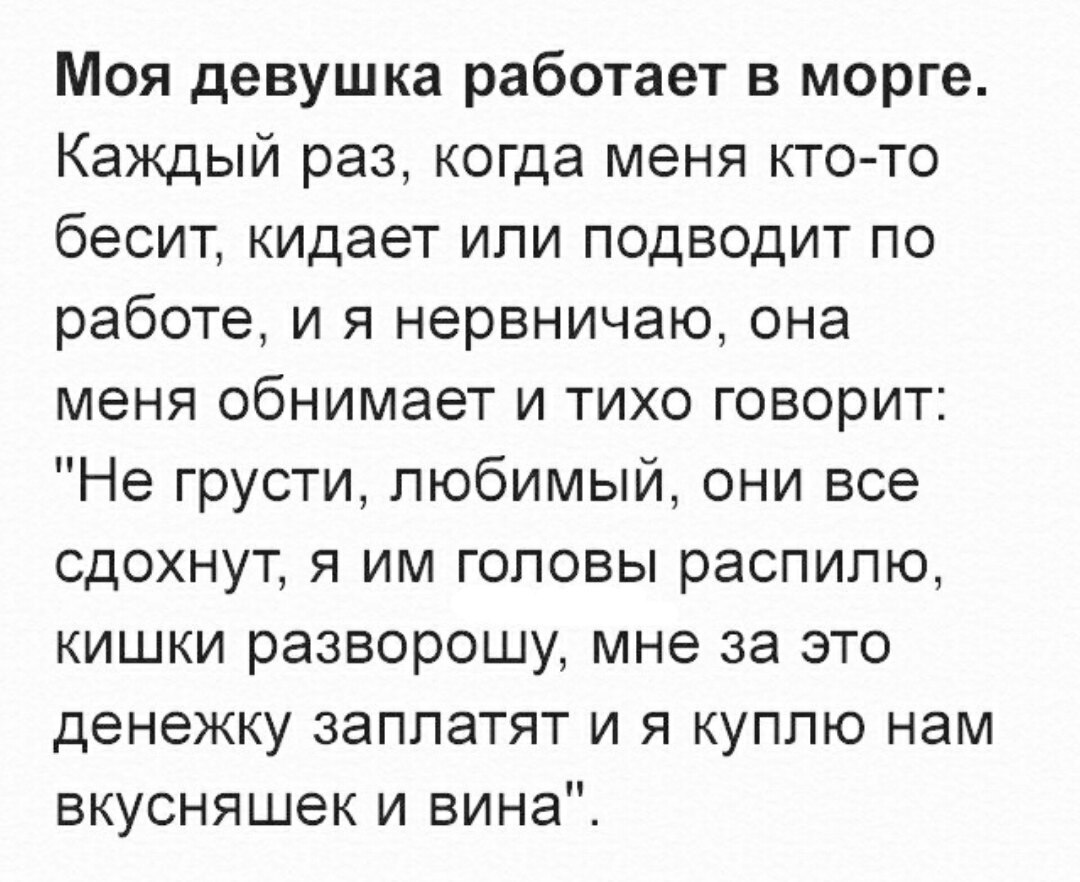 Моя девушка работает в морге.
Каждый раз, когда меня кто-то
бесит, кидает или подводит по
работе, и я нервничаю, она
меня обнимает и тихо говорит:
"Не грусти, любимый, они все
сдохнут, я им головы распилю,
кишки разворошу, мне за это
денежку заплатят и я куплю нам
вкусняшек и вина".